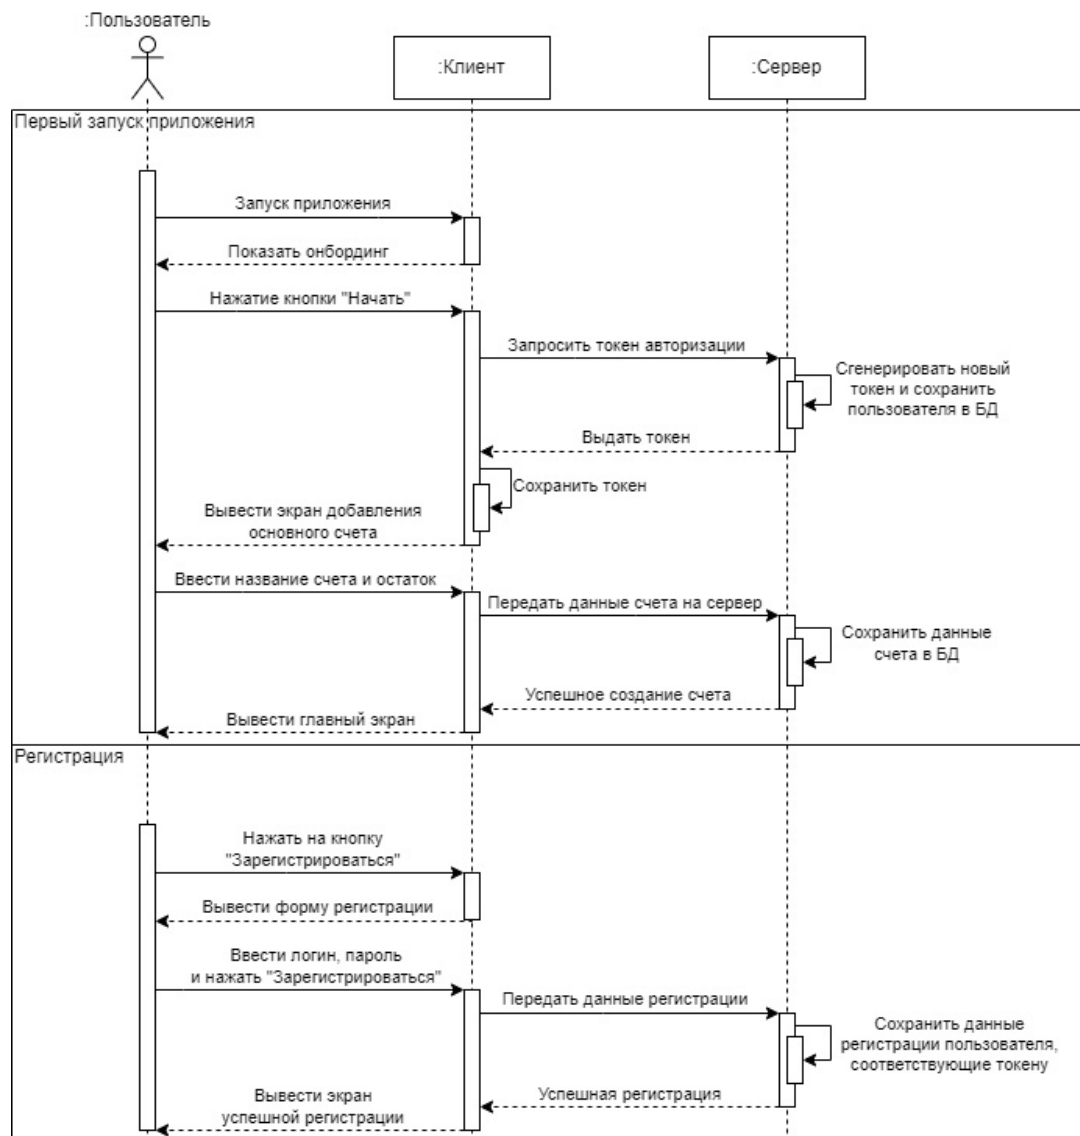 :Пользователь
:Клиент
:Сервер
Первый запуск приложения
Запуск приложения
Показать онбординг
Нажатие кнопки "Начать"
Запросить токен авторизации
Сгенерировать новый
токен и сохранить
пользователя в БД
Выдать токен
Сохранить токен
Вывести экран добавления
основного счета
Ввести название счета и остаток
Передать данные счета на сервер
Сохранить данные
счета в БД
Успешное создание счета
Вывести главный экран
Регистрация
Нажать на кнопку
"Зарегистрироваться"
Вывести форму регистрации
Ввести логин, пароль
и нажать "Зарегистрироваться"
Передать данные регистрации
Сохранить данные
регистрации пользователя,
соответствующие токену
Успешная регистрация
Вывести экран
успешной регистрации